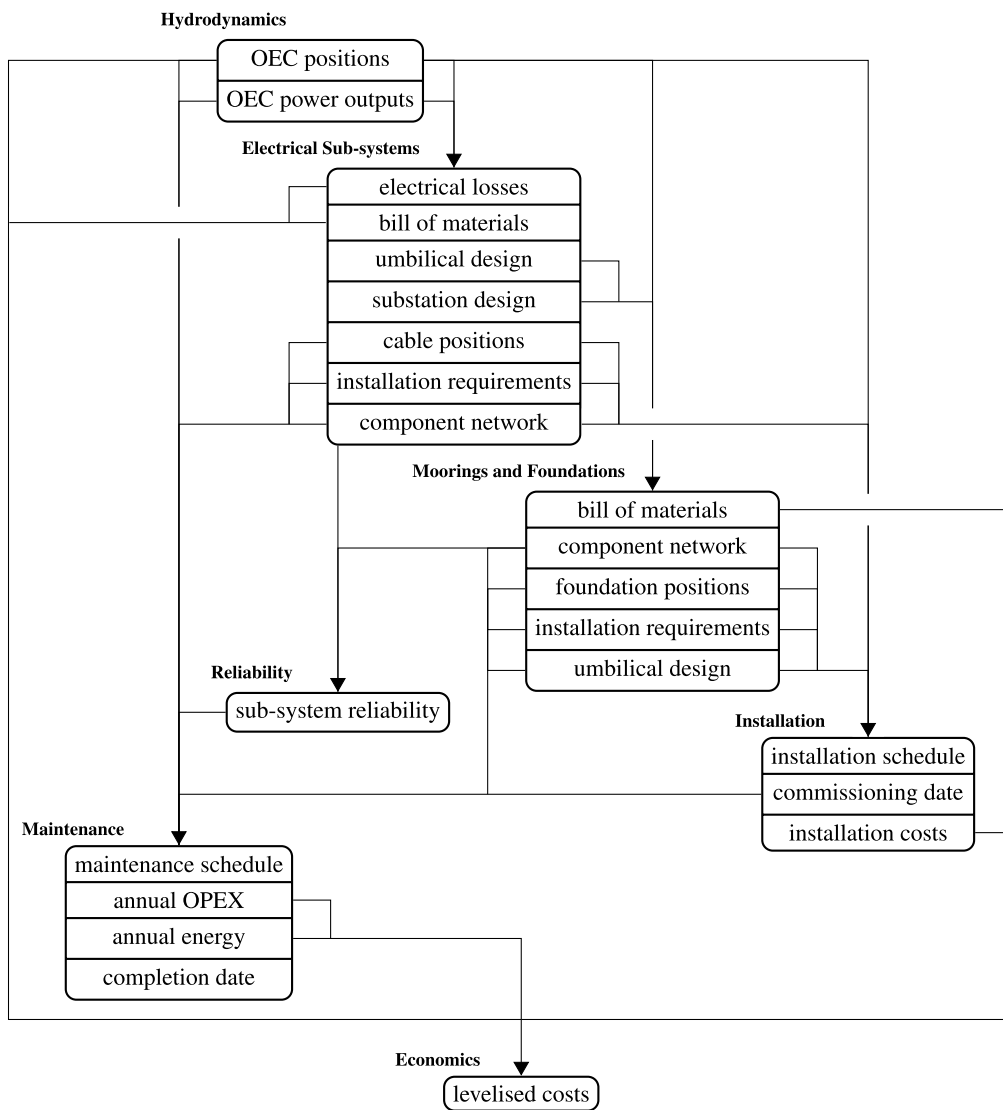 Hydrodynamics
OEC positions
OEC power outputs
Electrical Sub-systems
electrical losses
bill of materials
umbilical design
substation design
cable positions
installation requirements
component network
Moorings and Foundations
bill of materials
component network
foundation positions
installation requirements
umbilical design
Reliability
sub-system reliability
Installation
installation schedule
commissioning date
installation costs
Maintenance
maintenance schedule
annual OPEX
annual energy
completion date
Economics
levelised costs